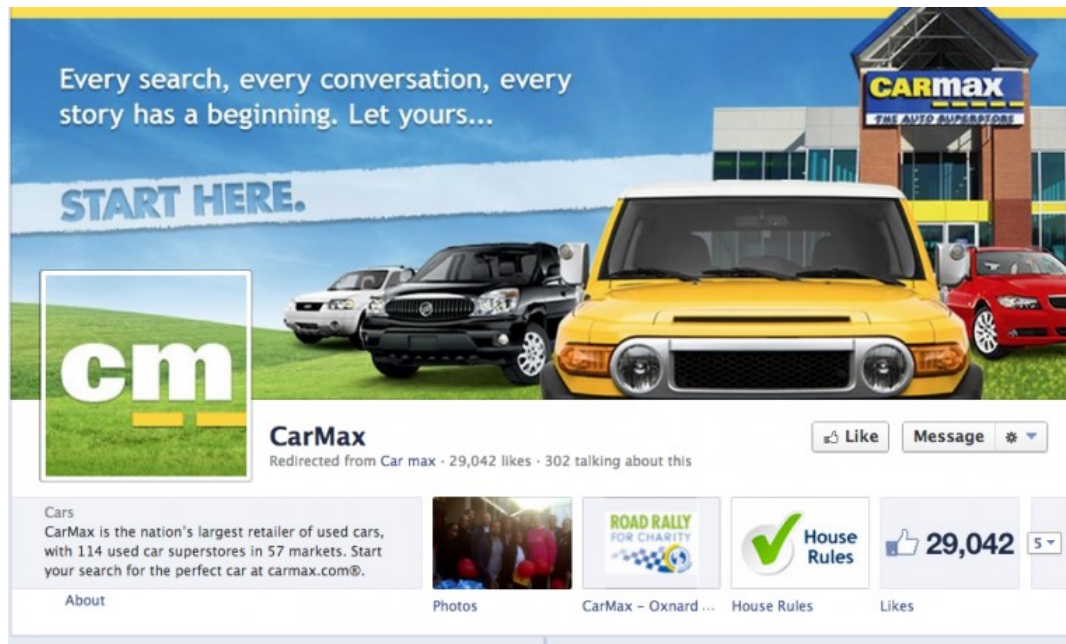 Every search, every conversation, every
story has a beginning. Let yours...
START HERE.
CARMAX
THE AUTO SUPERSTORE
cm
CarMax
Redirected from Car max · 29,042 likes · 302 talking about this
Like
Message
Cars
CarMax is the nation's largest retailer of used cars,
with 114 used car superstores in 57 markets. Start
your search for the perfect car at carmax.com®.
About
ROAD RALLY
FOR CHARITY
House
Rules
29,042
5
Photos
CarMax – Oxnard ...
House Rules
Likes